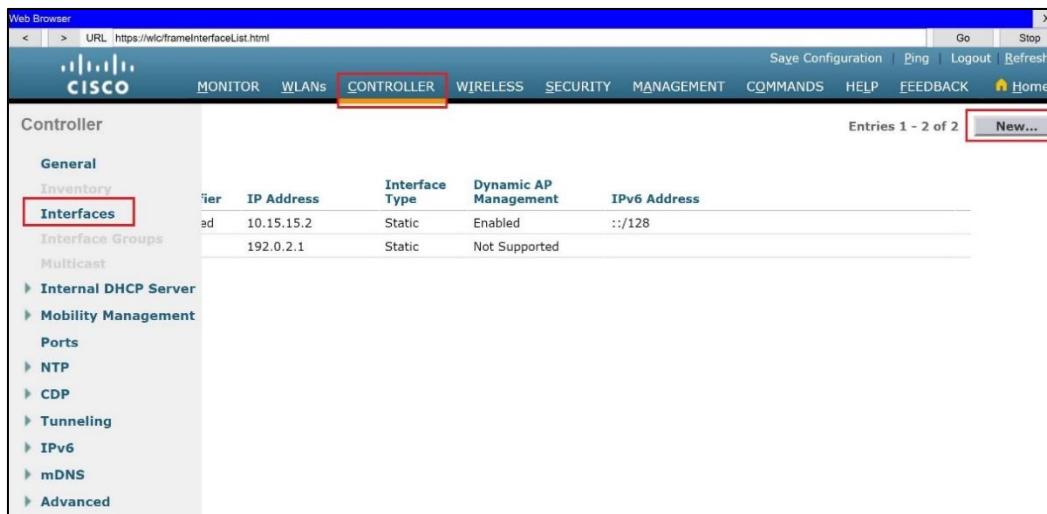 Web Browser X
< > URL https://wlc/frameInterfaceList.html Go Stop
CISCO
Save Configuration Ping Logout Refresh
MONITOR WLANs CONTROLLER WIRELESS SECURITY MANAGEMENT COMMANDS HELP FEEDBACK Home
Controller
Entries 1 - 2 of 2 New...
General
Inventory
Interfaces
Interface Groups
Multicast
Internal DHCP Server
Mobility Management
Ports
NTP
CDP
Tunneling
IPv6
mDNS
Advanced
fier IP Address Interface Type Dynamic AP Management IPv6 Address
ed 10.15.15.2 Static Enabled ::/128
192.0.2.1 Static Not Supported